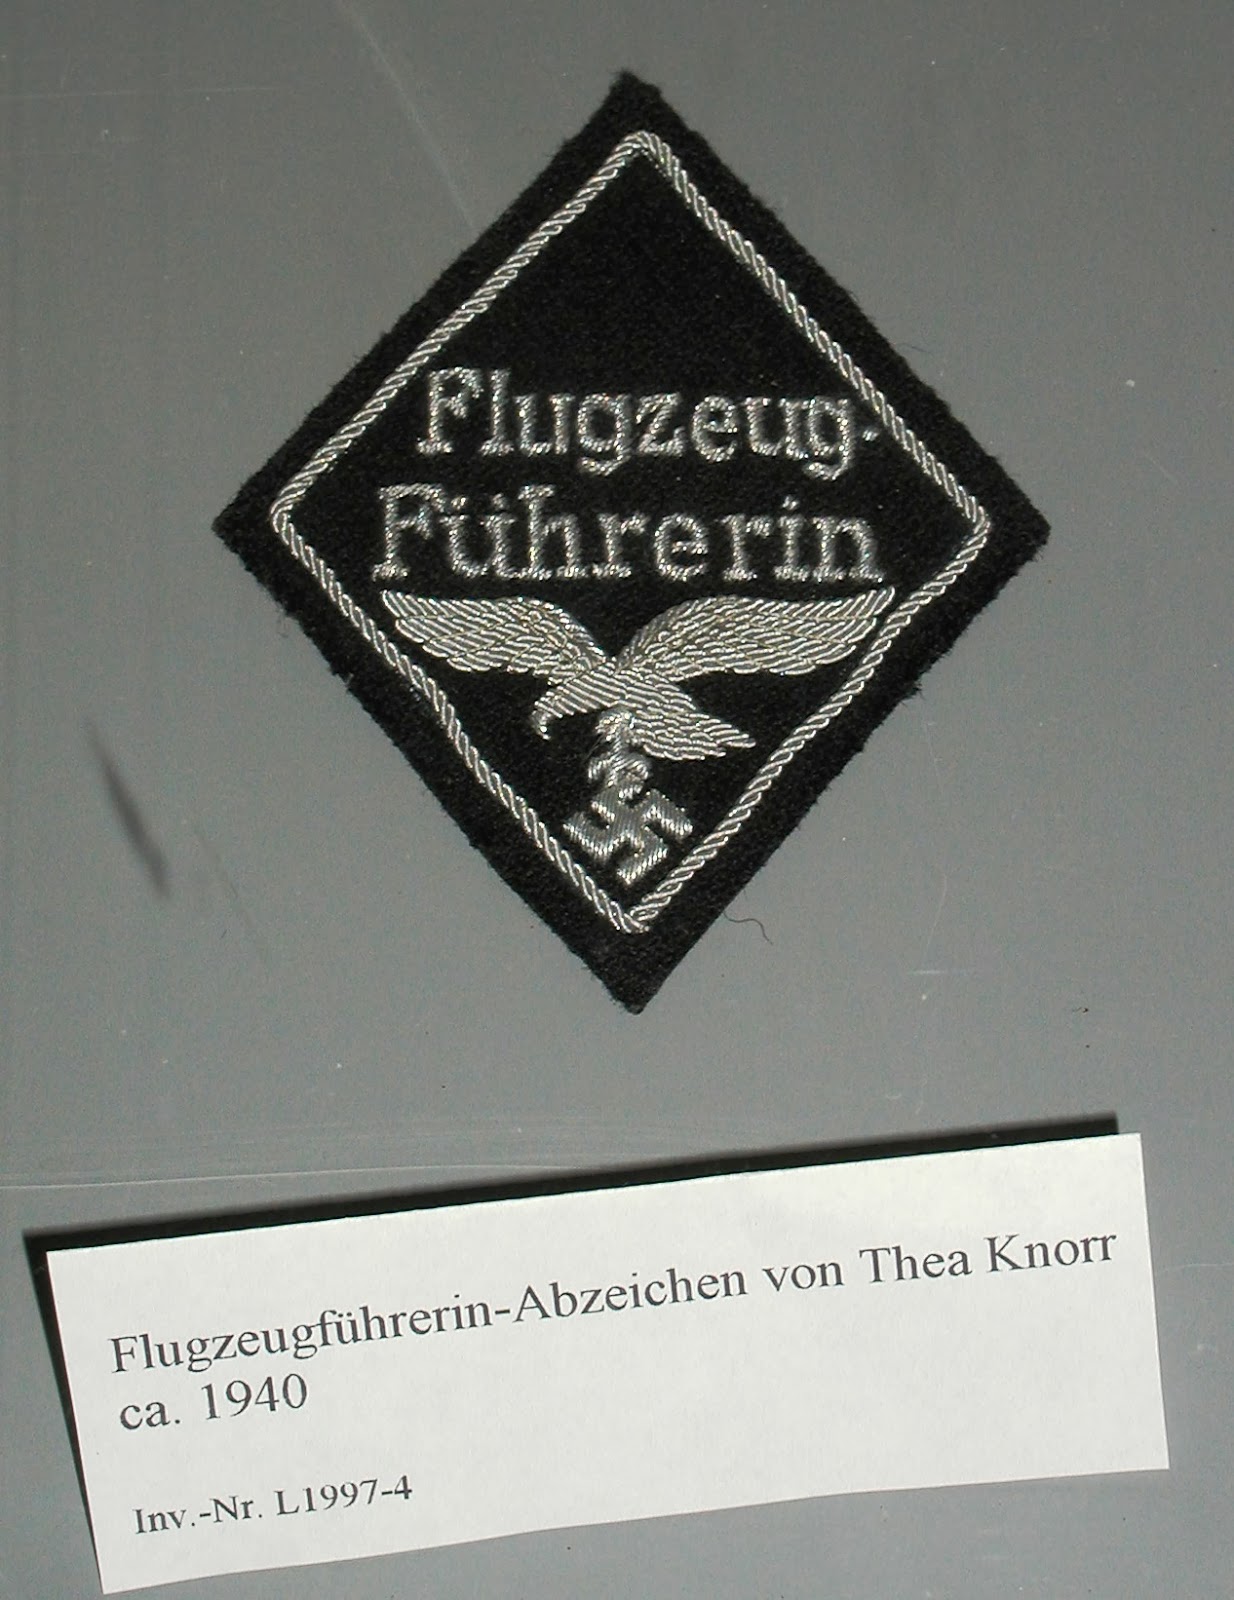 Flugzeug-
Führerin
Flugzeugführerin-Abzeichen von Thea Knorr
ca. 1940
Inv.-Nr. L1997-4